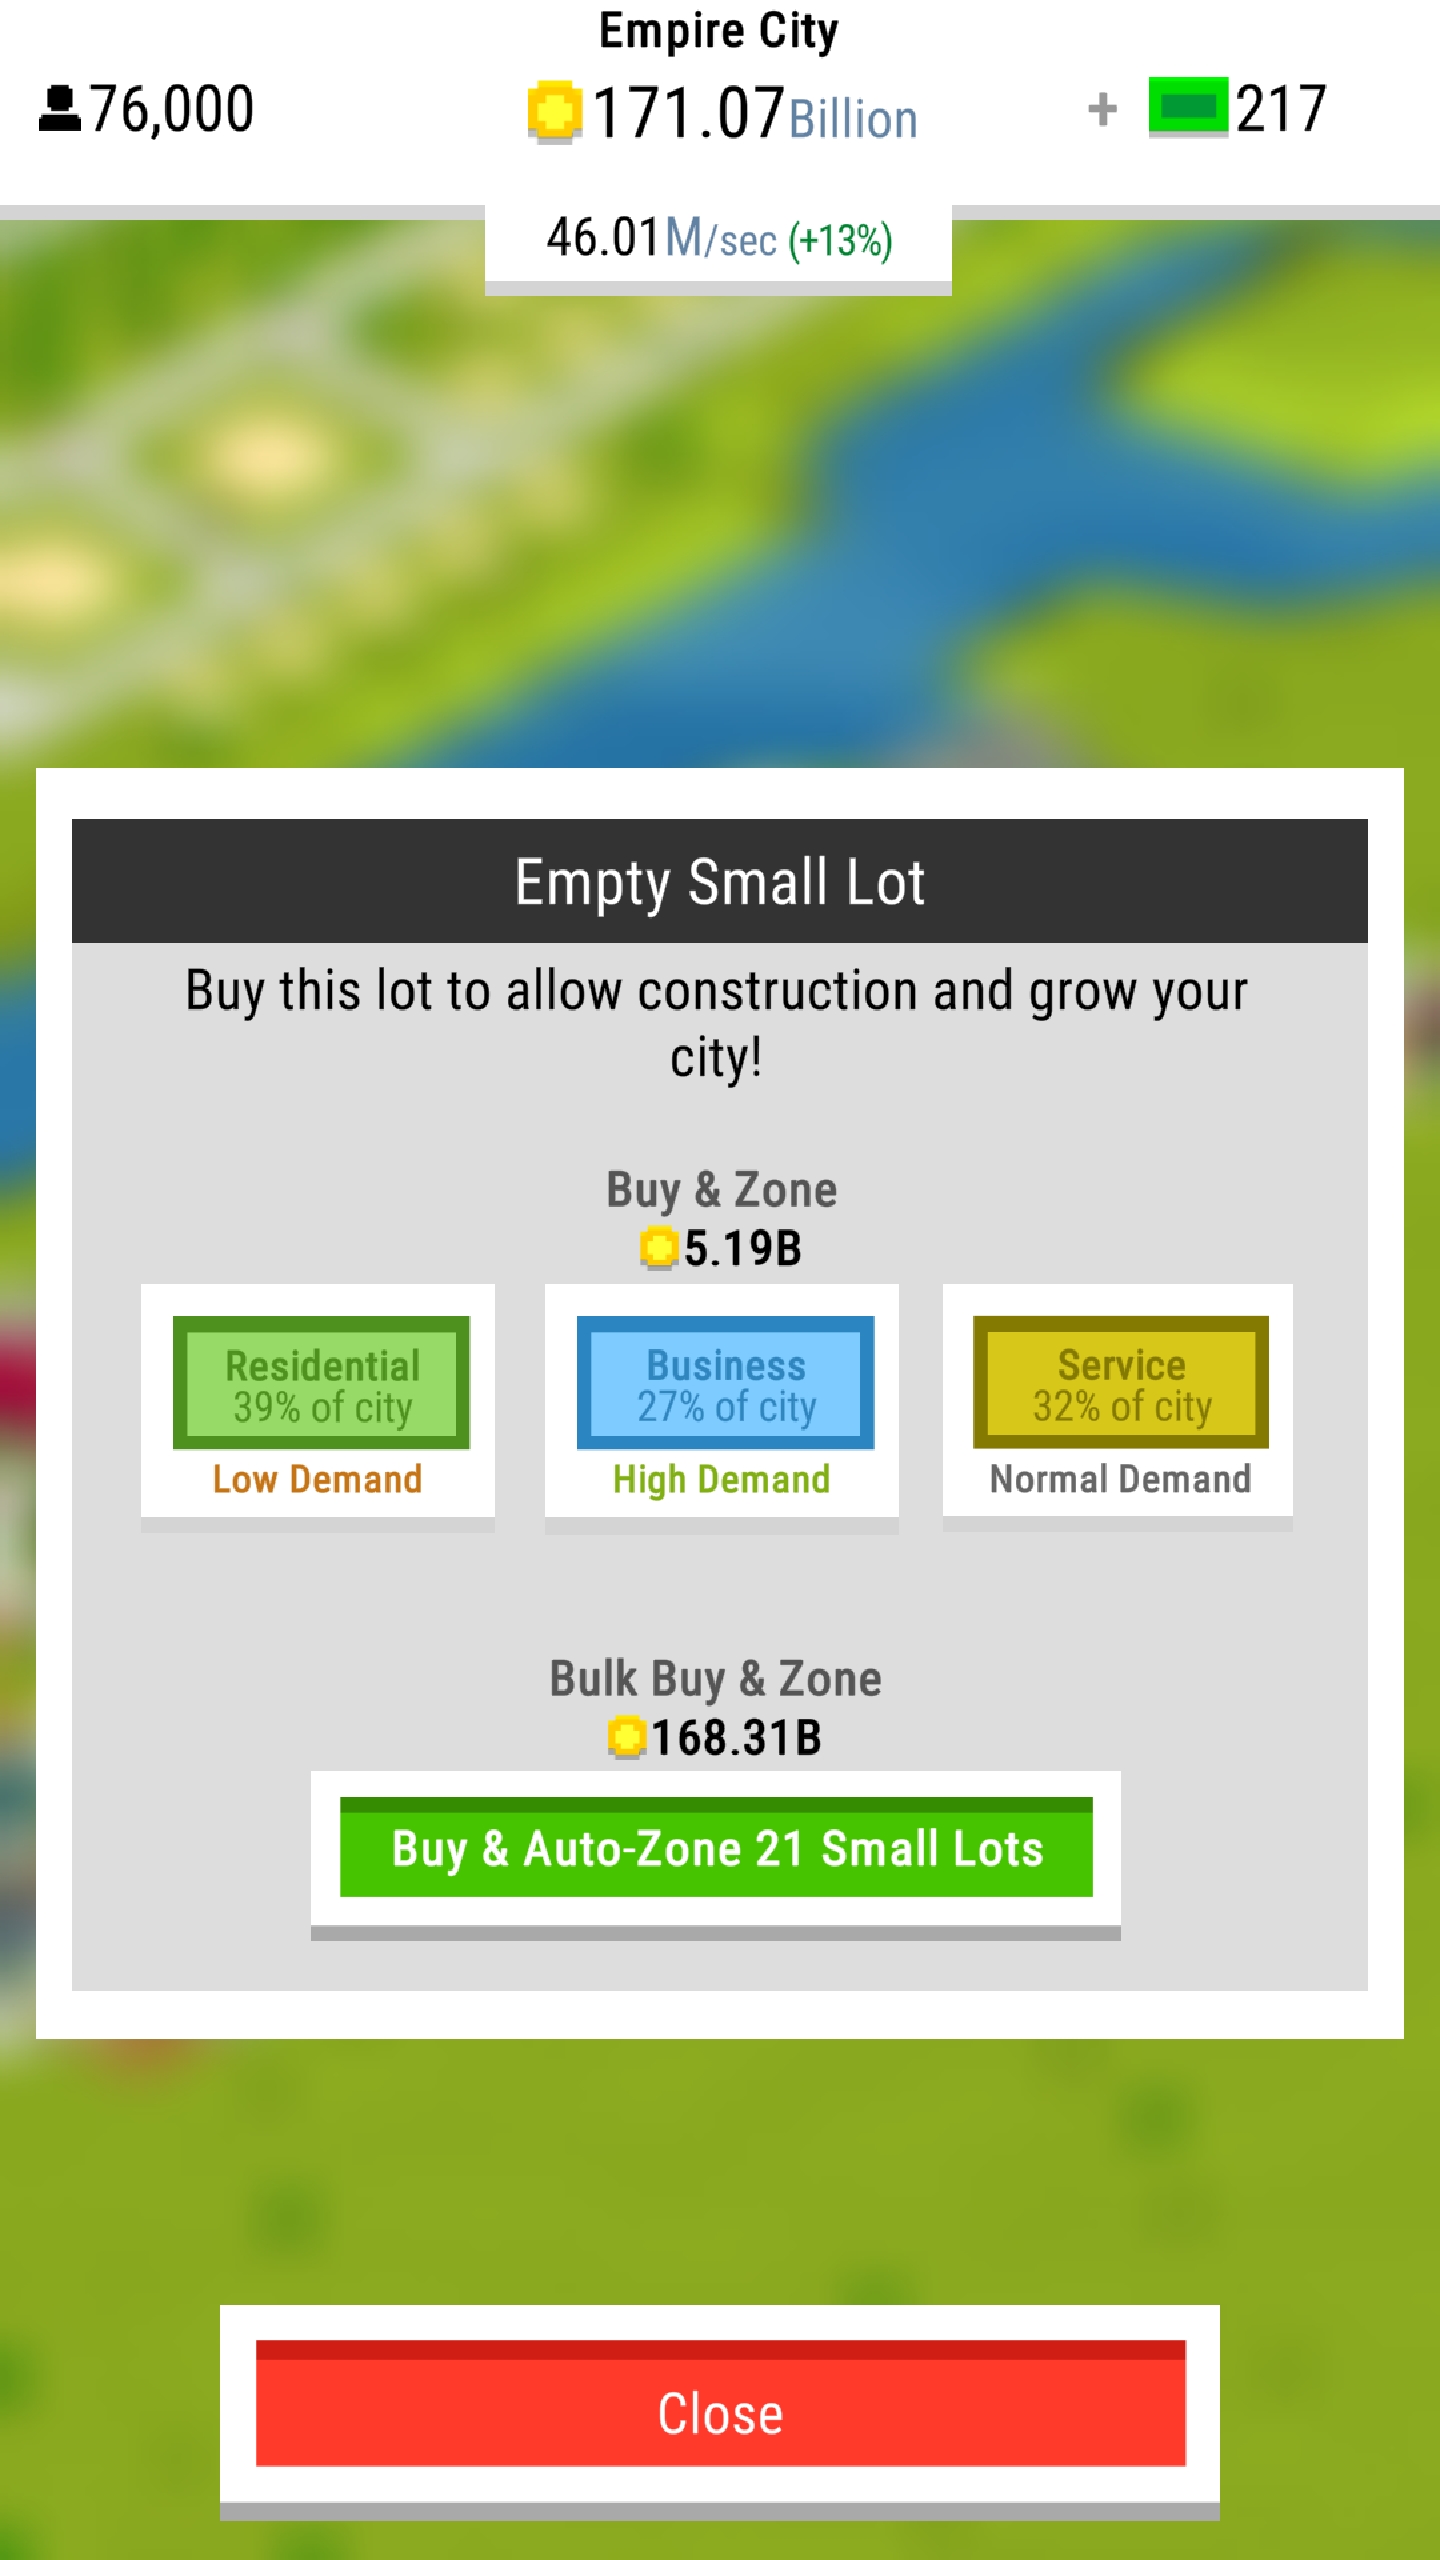 Empire City
76,000
171.07Billion
+ 217
46.01M/sec (+13%)
Empty Small Lot
Buy this lot to allow construction and grow your
city!
Buy & Zone
5.19B
Residential
39% of city
Low Demand
Business
27% of city
High Demand
Service
32% of city
Normal Demand
Bulk Buy & Zone
168.31B
Buy & Auto-Zone 21 Small Lots
Close